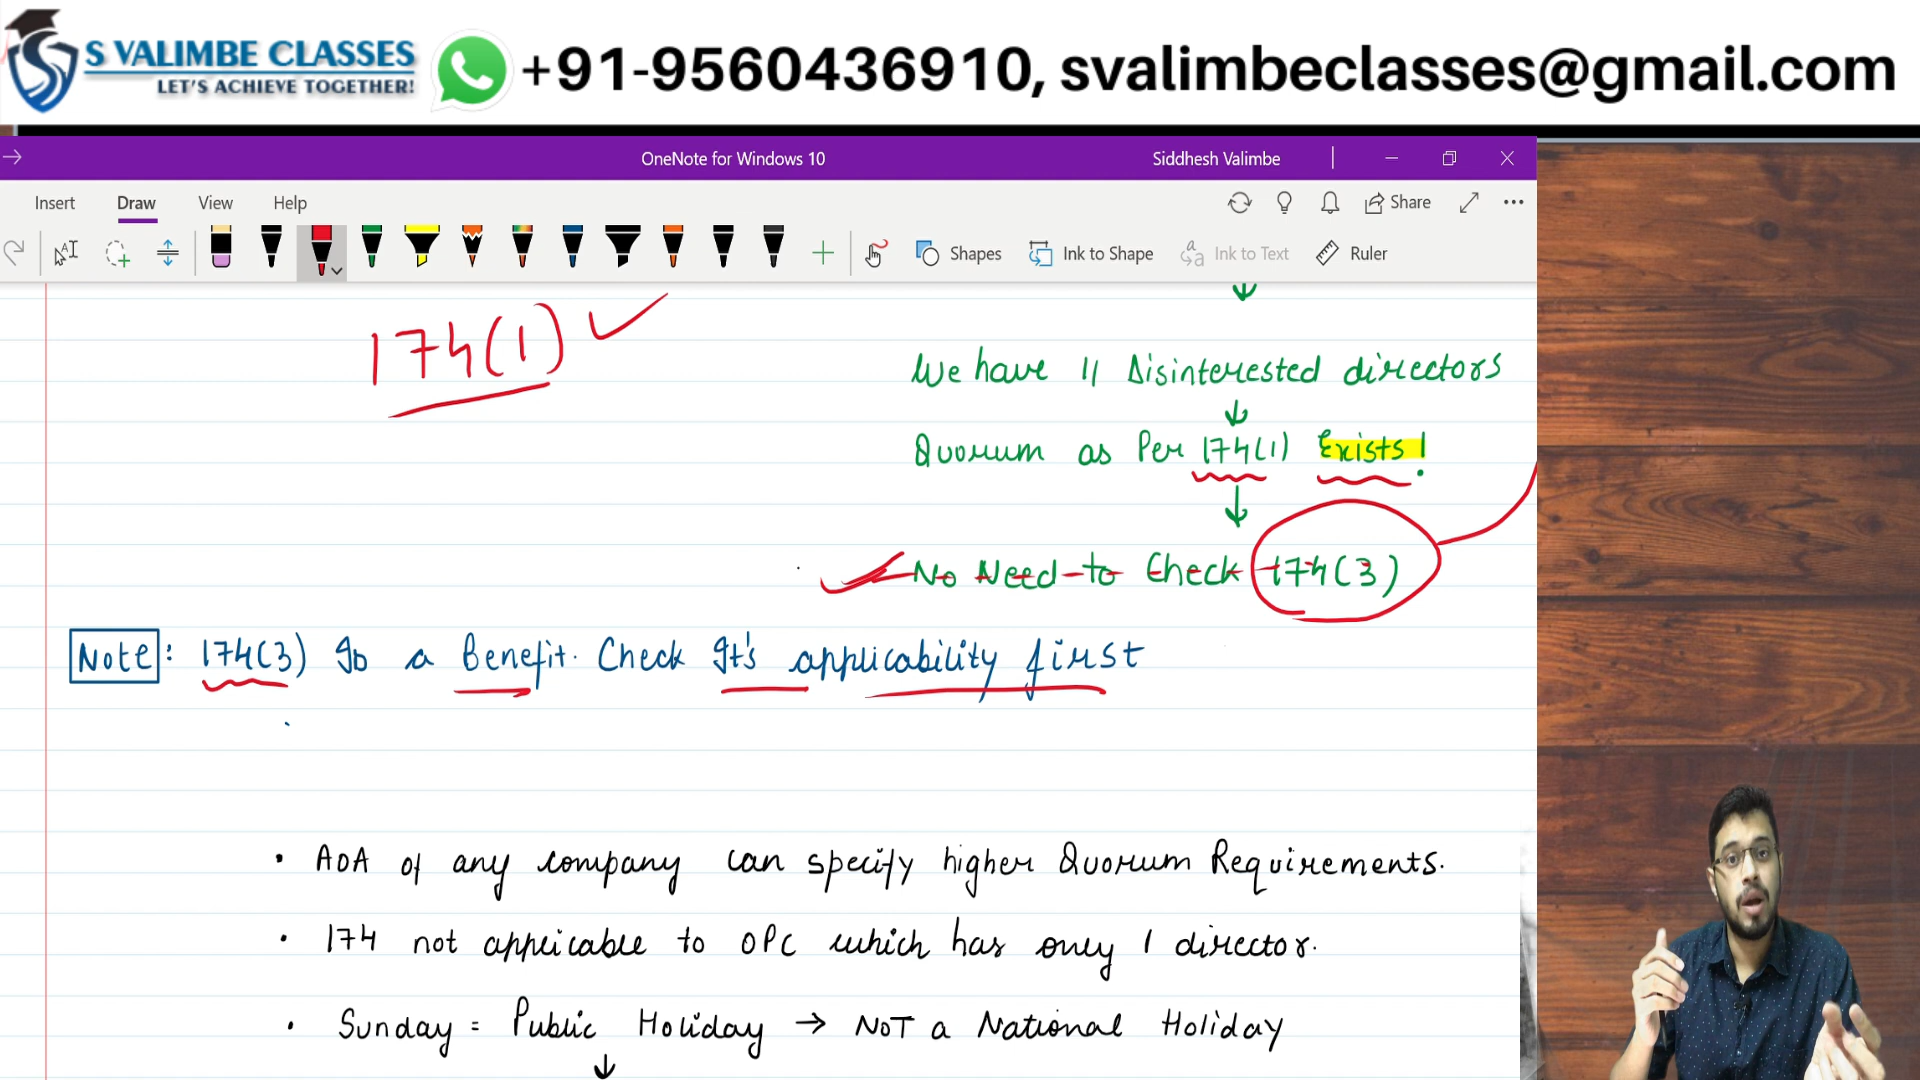 S VALIMBE CLASSES
LET'S ACHIEVE TOGETHER!
+91-9560436910, svalimbeclasses@gmail.com
OneNote for Windows 10
Siddhesh Valimbe
Insert Draw View Help
Share
Shapes Ink to Shape Ink to Text Ruler
174(1)
We have 11 Disinterested directors
Quorum as Per 174(1) Exists!
No Need to Check 174(3)
Note: 174(3) Is a Benefit. Check It's applicability first
• AOA of any company can specify higher Quorum Requirements.
• 174 not applicable to OPC which has only 1 director.
• Sunday = Public Holiday → NOT a National Holiday